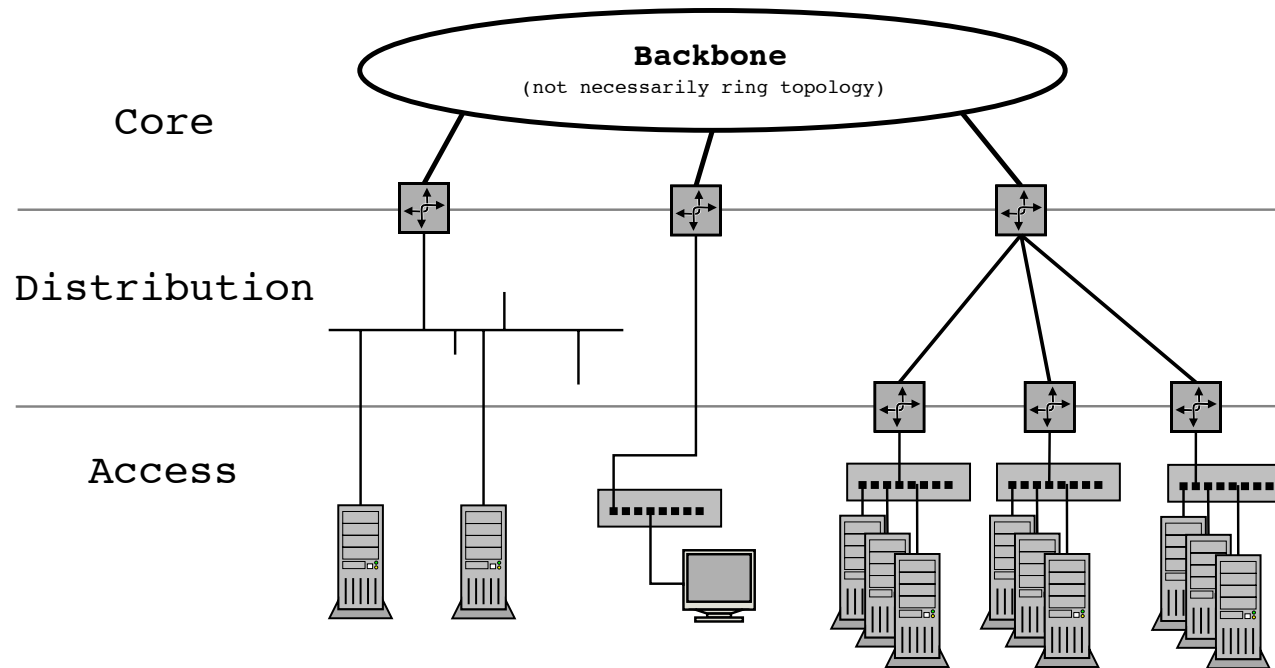 Backbone
(not necessarily ring topology)
Core
Distribution
Access